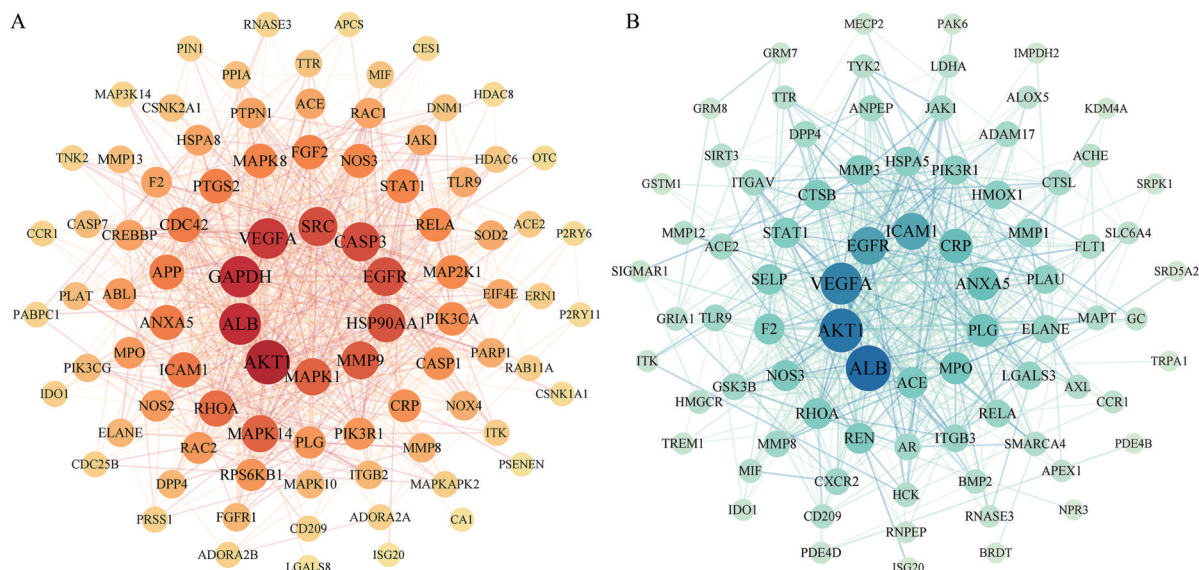 A
RNASE3
APCS
PIN1
CES1
TTR
PPIA
MIF
MAP3K14
HDAC8
ACE
CSNK2A1
PTPN1
RAC1
DNM1
HSPA8
JAK1
FGF2
TNK2
MMP13
MAPK8
NOS3
HDAC6
OTC
F2
PTGS2
STAT1
TLR9
CASP7
CDC42
VEGFA
SRC
RELA
CCR1
CREBBP
CASP3
SOD2
ACE2
P2RY6
APP
GAPDH
EGFR
MAP2K1
PLAT
ABL1
EIF4E
ERN1
PABPC1
ANXA5
ALB
HSP90AA1
PIK3CA
P2RY11
MPO
PARP1
PIK3CG
ICAM1
AKT1
MMP9
CASP1
RAB11A
IDO1
MAPK1
CSNK1A1
NOS2
RHOA
CRP
NOX4
ELANE
MAPK14
PLG
PIK3R1
ITK
RAC2
MMP8
CDC25B
RPS6KB1
PSENEN
DPP4
MAPK10
ITGB2
MAPKAPK2
PRSS1
FGFR1
CD209
ADORA2A
CA1
ADORA2B
LGALS8
ISG20
B
MECP2
PAK6
GRM7
IMPDH2
TYK2
LDHA
GRM8
TTR
ANPEP
JAK1
ALOX5
KDM4A
DPP4
ADAM17
SIRT3
MMP3
HSPA5
ACHE
GSTM1
ITGAV
CTSB
PIK3R1
CTSL
SRPK1
HMOX1
MMP12
STAT1
ICAM1
MMP1
SLC6A4
ACE2
EGFR
CRP
FLT1
SIGMAR1
SELP
VEGFA
ANXA5
PLAU
SRD5A2
GRIA1
TLR9
F2
AKT1
PLG
ELANE
MAPT
GC
ITK
ALB
MPO
LGALS3
TRPA1
GSK3B
NOS3
ACE
AXL
HMGCR
CCR1
RHOA
RELA
TREM1
MMP8
REN
AR
ITGB3
SMARCA4
PDE4B
MIF
CXCR2
BMP2
APEX1
IDO1
HCK
CD209
RNASE3
NPR3
RNPEP
PDE4D
BRDT
ISG20